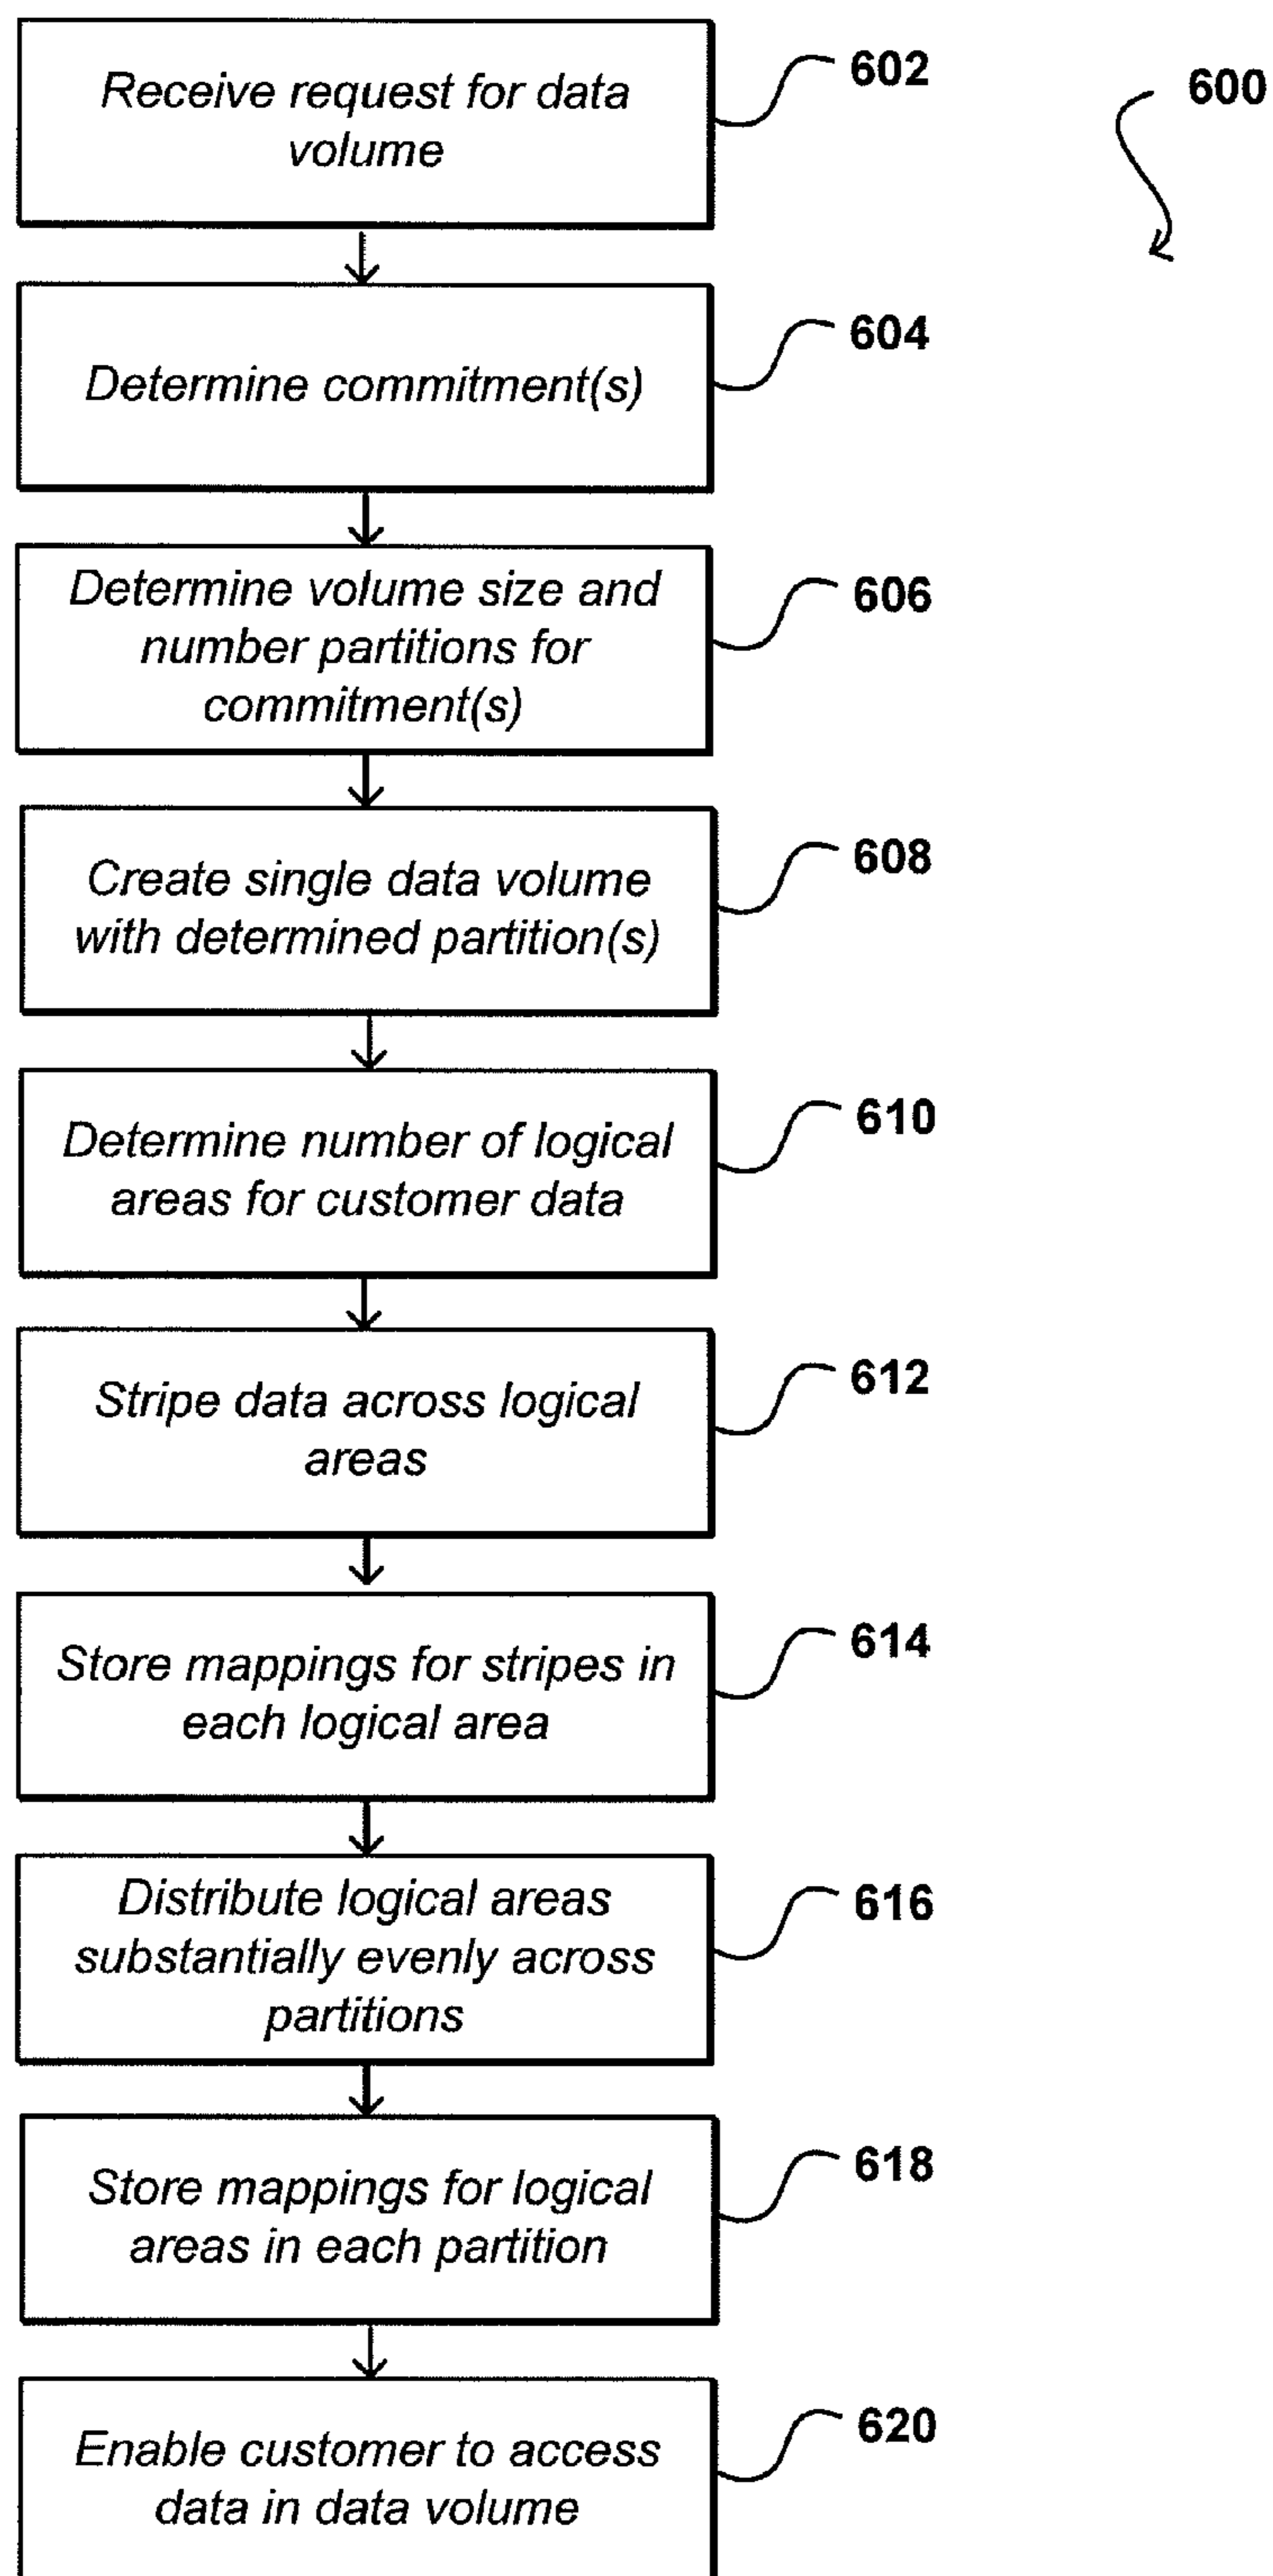 Receive request for data
volume
602
600
Determine commitment(s)
604
Determine volume size and
number partitions for
commitment(s)
606
Create single data volume
with determined partition(s)
608
Determine number of logical
areas for customer data
610
Stripe data across logical
areas
612
Store mappings for stripes in
each logical area
614
Distribute logical areas
substantially evenly across
partitions
616
Store mappings for logical
areas in each partition
618
Enable customer to access
data in data volume
620